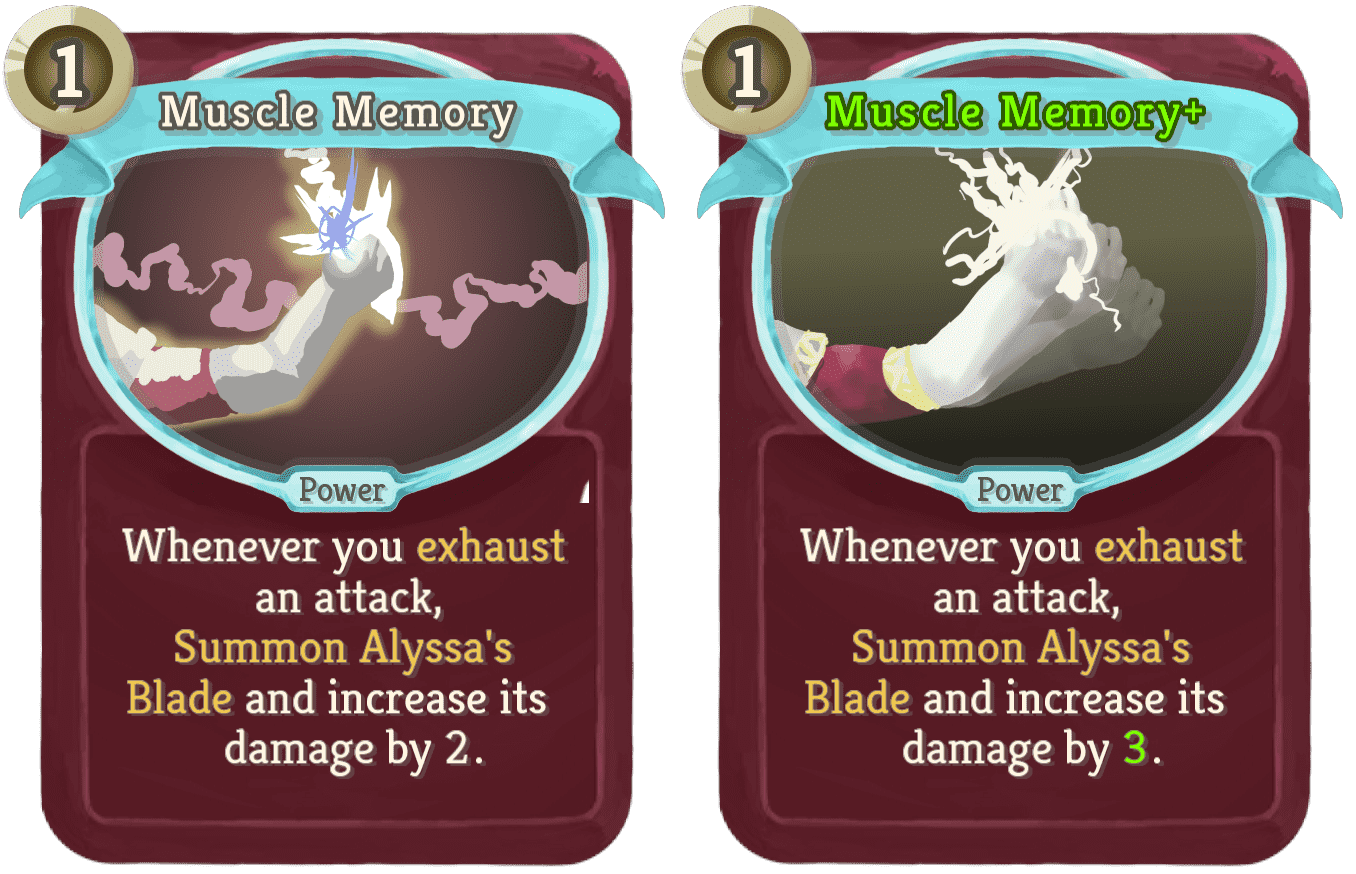 1
Muscle Memory
Power
Whenever you exhaust
an attack,
Summon Alyssa's
Blade and increase its
damage by 2.
1
Muscle Memory+
Power
Whenever you exhaust
an attack,
Summon Alyssa's
Blade and increase its
damage by 3.